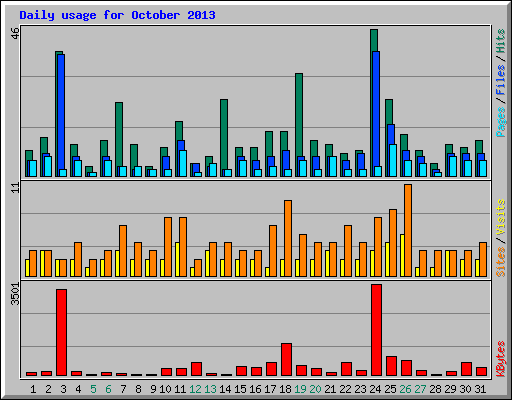 Daily usage for October 2013
46
11
3501
Pages / Files / Hits
Sites / Visits
KBytes
1 2 3 4 5 6 7 8 9 10 11 12 13 14 15 16 17 18 19 20 21 22 23 24 25 26 27 28 29 30 31